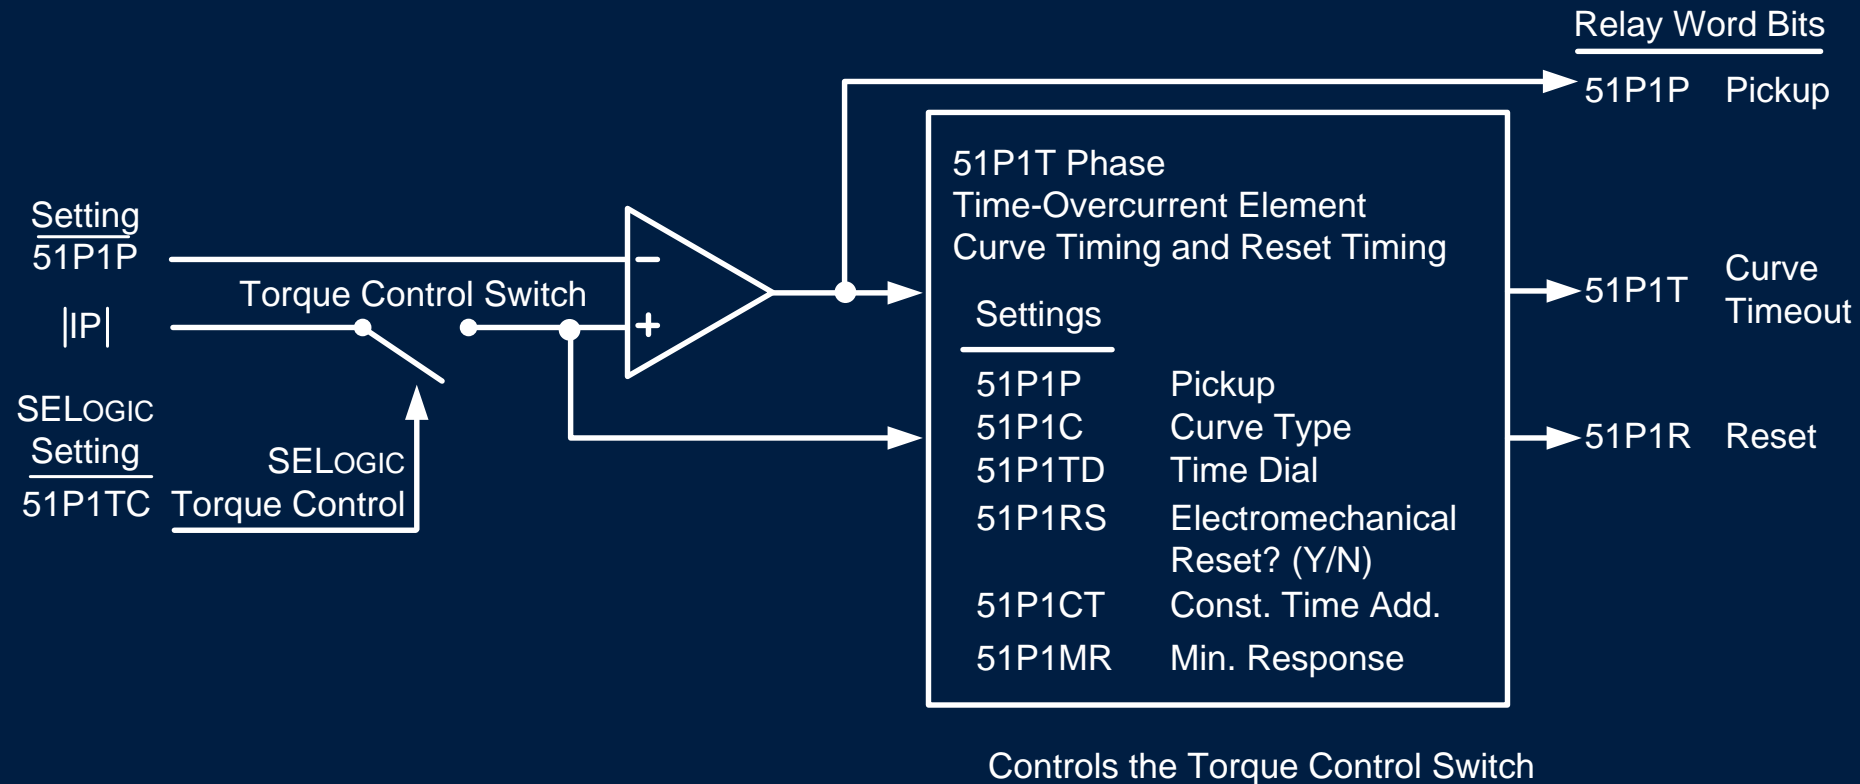 Relay Word Bits
51P1P Pickup
51P1T Phase
Time-Overcurrent Element
Curve Timing and Reset Timing
Setting
51P1P
Torque Control Switch
|IP|
SELOGIC
Setting
51P1TC
SELOGIC
Torque Control
−
+
Settings
51P1P Pickup
51P1C Curve Type
51P1TD Time Dial
51P1RS Electromechanical
Reset? (Y/N)
51P1CT Const. Time Add.
51P1MR Min. Response
51P1T Curve
Timeout
51P1R Reset
Controls the Torque Control Switch